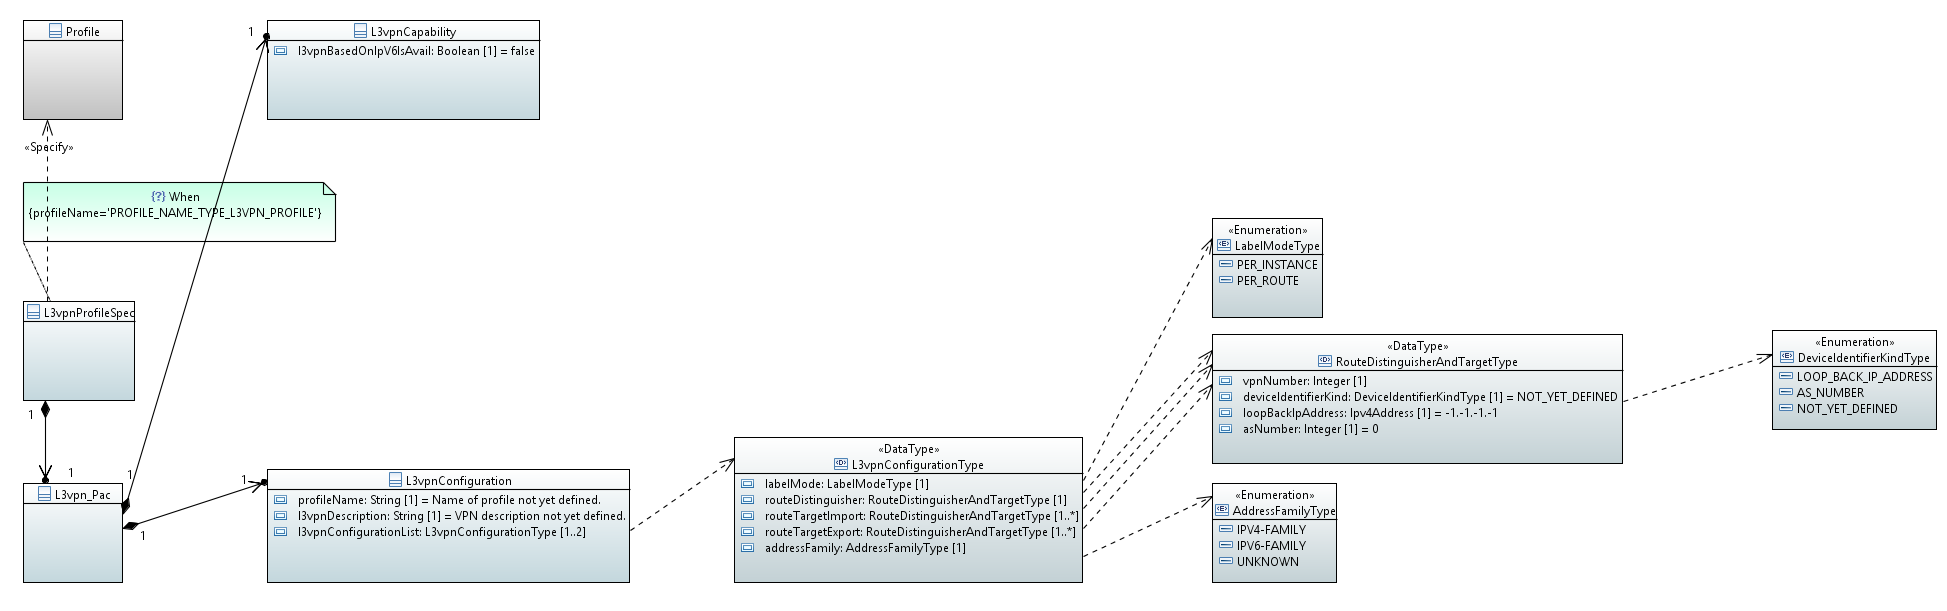 Profile
L3vpnCapability
l3vpnBasedOnIpV6IsAvail: Boolean [1] = false
1
«Specify»
{?} When
{profileName='PROFILE_NAME_TYPE_L3VPN_PROFILE'}
L3vpnProfileSpec
1
1
L3vpn_Pac
1
1
1
L3vpnConfiguration
profileName: String [1] = Name of profile not yet defined.
l3vpnDescription: String [1] = VPN description not yet defined.
l3vpnConfigurationList: L3vpnConfigurationType [1..2]
«DataType»
L3vpnConfigurationType
labelMode: LabelModeType [1]
routeDistinguisher: RouteDistinguisherAndTargetType [1]
routeTargetImport: RouteDistinguisherAndTargetType [1..*]
routeTargetExport: RouteDistinguisherAndTargetType [1..*]
addressFamily: AddressFamilyType [1]
«Enumeration»
LabelModeType
PER_INSTANCE
PER_ROUTE
«DataType»
RouteDistinguisherAndTargetType
vpnNumber: Integer [1]
deviceIdentifierKind: DeviceIdentifierKindType [1] = NOT_YET_DEFINED
loopBackIpAddress: Ipv4Address [1] = -1.-1.-1.-1
asNumber: Integer [1] = 0
«Enumeration»
AddressFamilyType
IPV4-FAMILY
IPV6-FAMILY
UNKNOWN
«Enumeration»
DeviceIdentifierKindType
LOOP_BACK_IP_ADDRESS
AS_NUMBER
NOT_YET_DEFINED